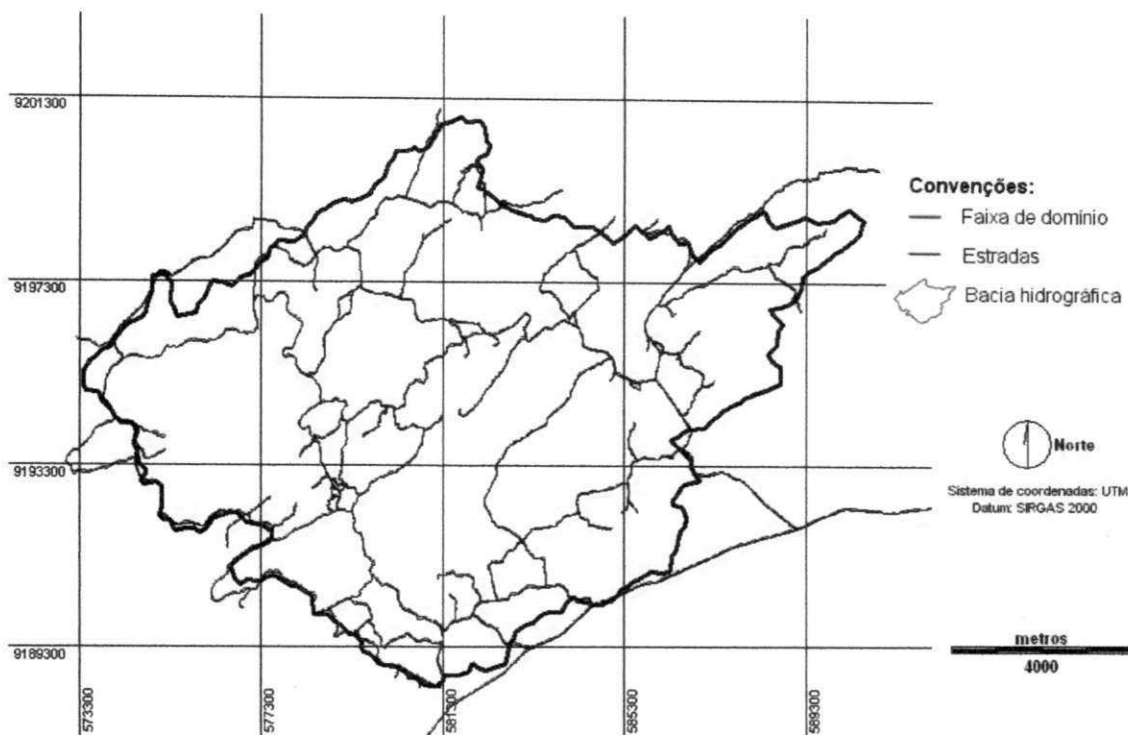 9201300
9197300
9193300
9189300
573300
577300
581300
585300
589300
Convenções:
Faixa de domínio
Estradas
Bacia hidrográfica
Norte
Sistema de coordenadas: UTM
Datum: SIRGAS 2000
metros
4000